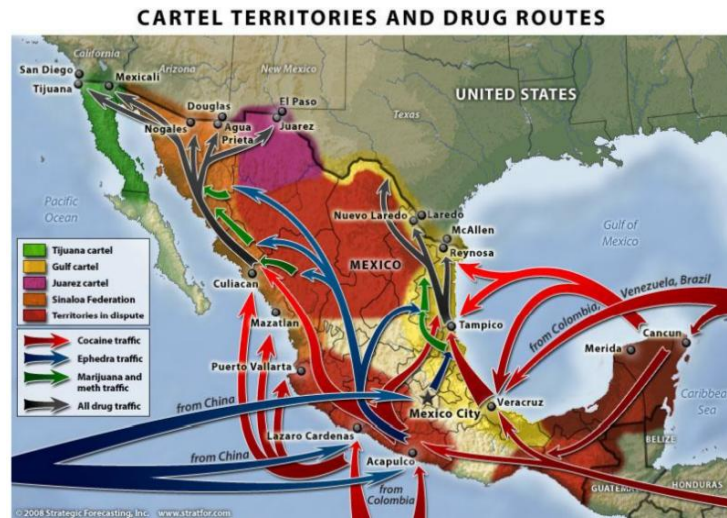 CARTEL TERRITORIES AND DRUG ROUTES
California
Arizona
New Mexico
Texas
UNITED STATES
San Diego
Tijuana
Mexicali
Nogales
Douglas
Agua
Prieta
El Paso
Juarez
Pacific
Ocean
Nuevo Laredo
Laredo
McAllen
Reynosa
Gulf of
Mexico
MEXICO
Tijuana cartel
Gulf cartel
Juarez cartel
Sinaloa Federation
Territories in dispute
Culiacan
Mazatlan
Tampico
from Colombia, Venezuela, Brazil
Merida
Cancun
Cocaine traffic
Ephedra traffic
Marijuana and
meth traffic
All drug traffic
Puerto Vallarta
from China
Mexico City
Veracruz
Caribbean
Sea
Lazaro Cardenas
from China
Acapulco
from
Colombia
BELIZE
GUATEMALA
HONDURAS
© 2008 Strategic Forecasting, Inc. www.stratfor.com